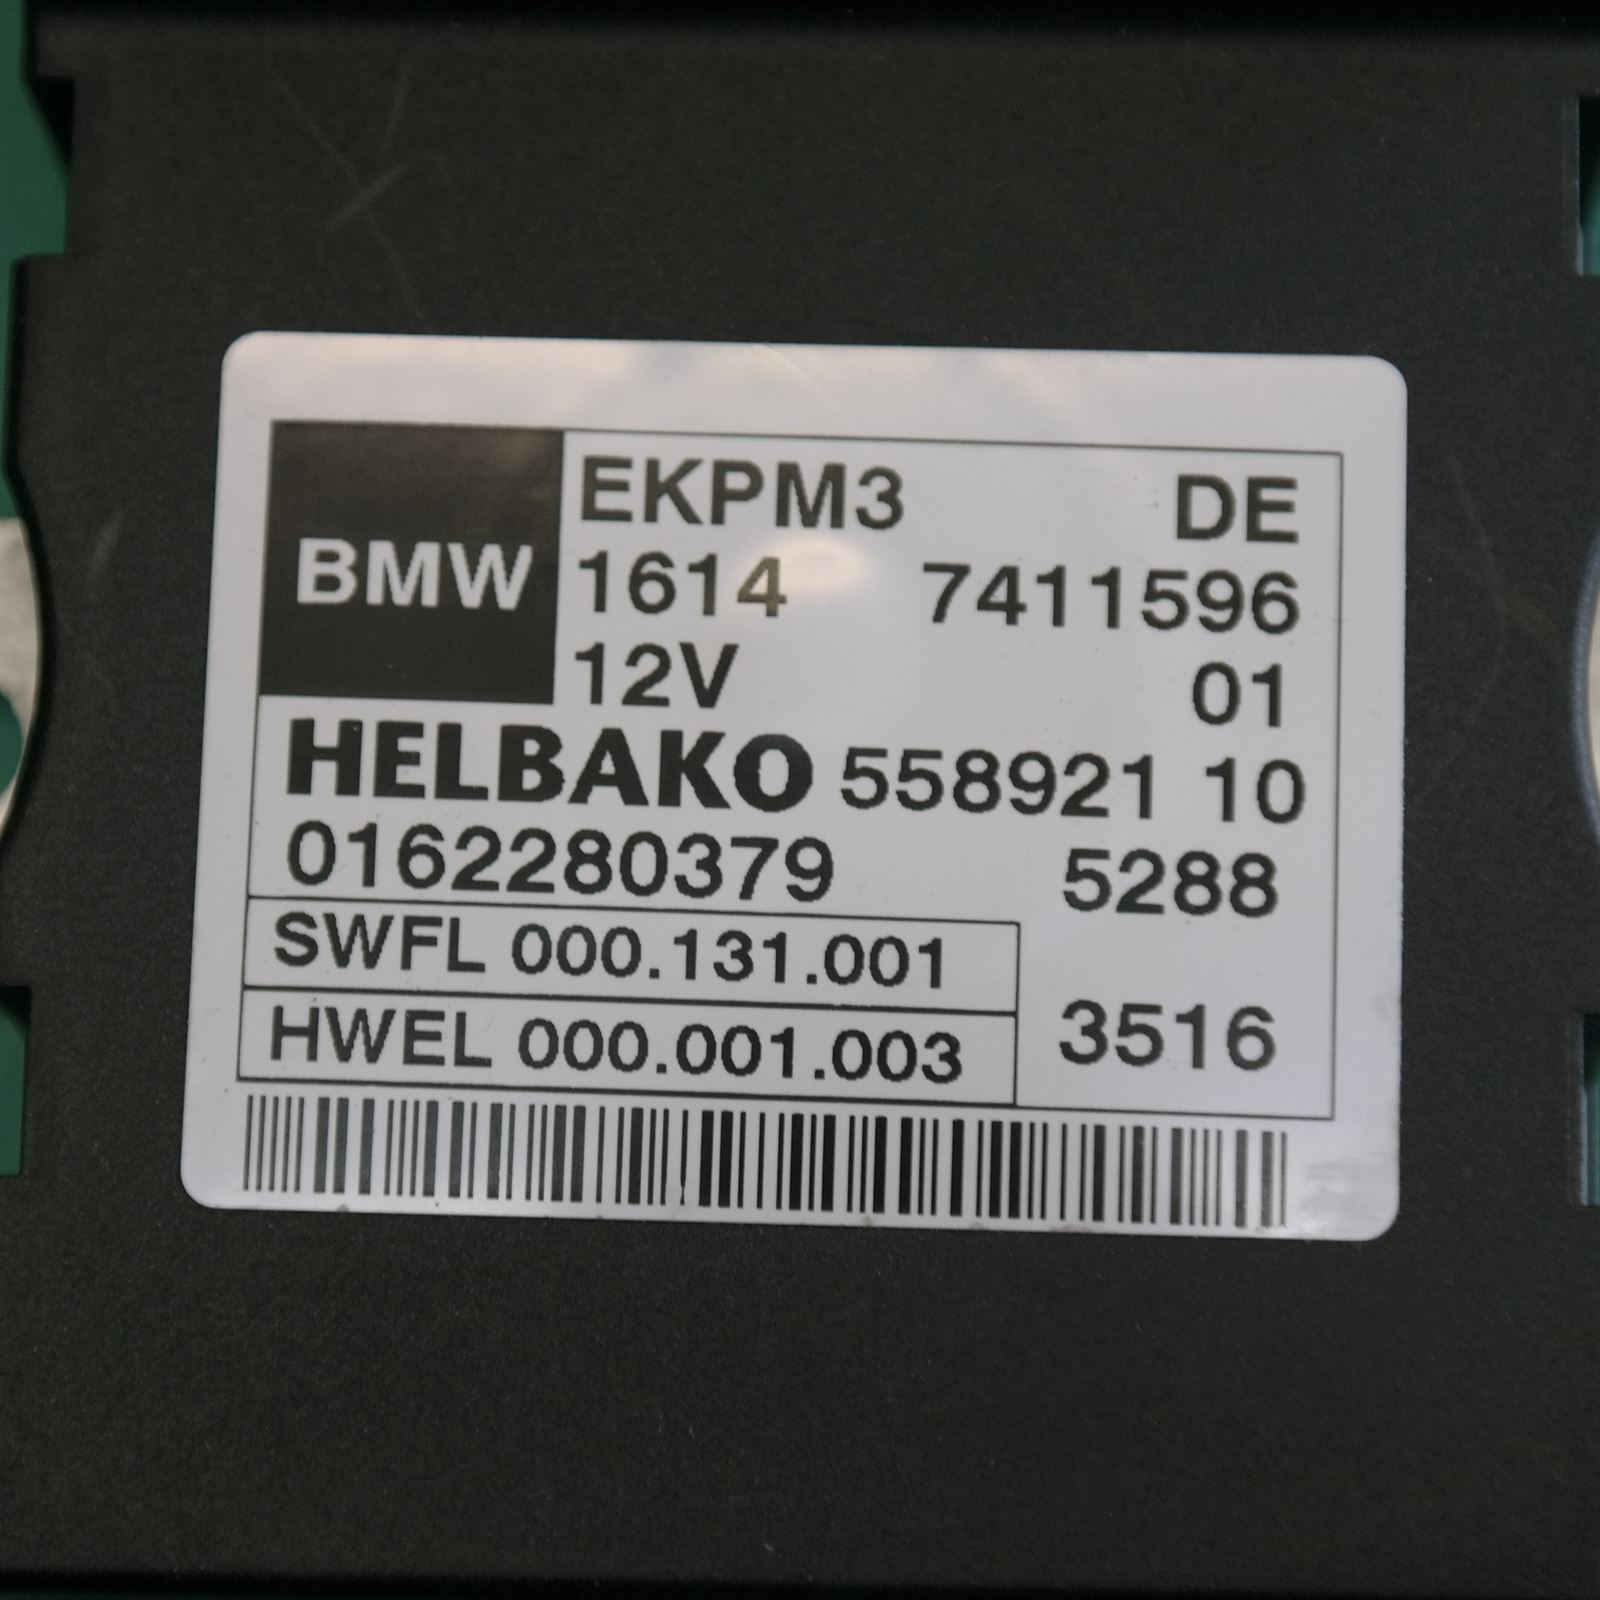 BMW
EKPM3 DE
1614 7411596
12V 01
HELBAKO 558921 10
0162280379 5288
SWFL 000.131.001
HWEL 000.001.003 3516